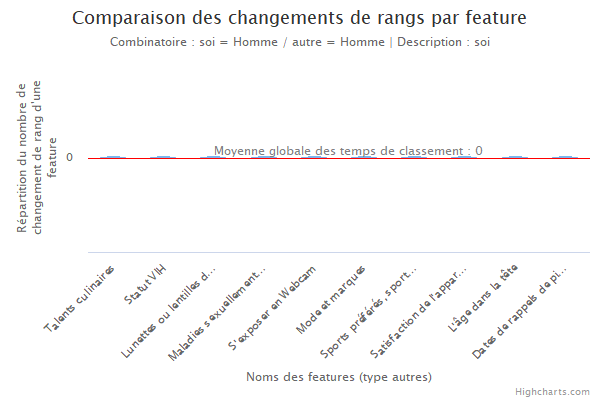 Comparaison des changements de rangs par feature
Combinatoire : soi = Homme / autre = Homme | Description : soi
Répartition du nombre de
changement de rang d'une
feature
0
Moyenne globale des temps de classement : 0
Talents culinaires
Statut VIH
Lunettes ou lentilles d...
Maladies sexuellement...
S'exposer en Webcam
Mode et marques
Sports préférés, sport...
Satisfaction de l'appar...
L'âge dans la tête
Dates de rappels de pi...
Noms des features (type autres)
Highcharts.com